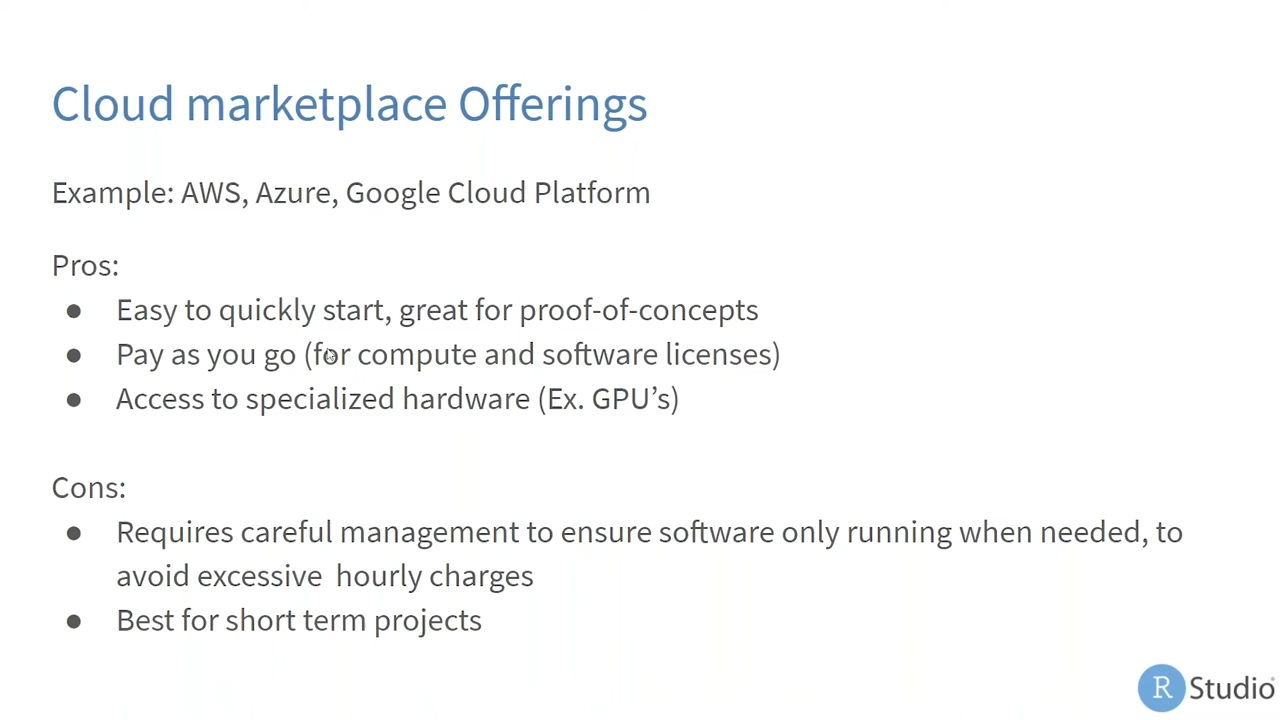 Cloud marketplace Offerings
Example: AWS, Azure, Google Cloud Platform
Pros:
● Easy to quickly start, great for proof-of-concepts
● Pay as you go (for compute and software licenses)
● Access to specialized hardware (Ex. GPU’s)
Cons:
● Requires careful management to ensure software only running when needed, to
avoid excessive  hourly charges
● Best for short term projects
R Studio®